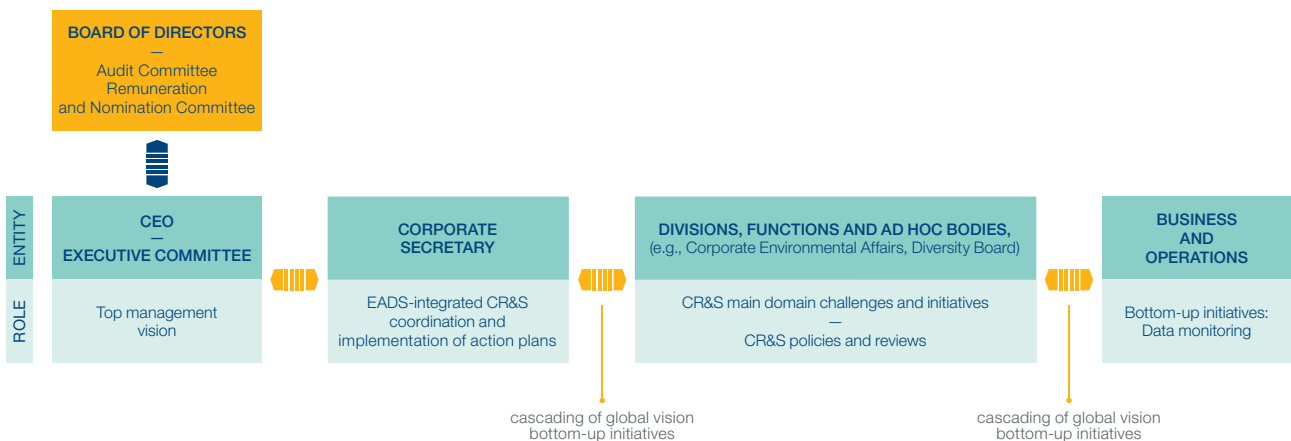 BOARD OF DIRECTORS
—
Audit Committee
Remuneration
and Nomination Committee
ENTITY
CEO
—
EXECUTIVE COMMITTEE
CORPORATE
SECRETARY
DIVISIONS, FUNCTIONS AND AD HOC BODIES,
(e.g., Corporate Environmental Affairs, Diversity Board)
BUSINESS
AND
OPERATIONS
ROLE
Top management
vision
EADS-integrated CR&S
coordination and
implementation of action plans
CR&S main domain challenges and initiatives
—
CR&S policies and reviews
Bottom-up initiatives:
Data monitoring
cascading of global vision
bottom-up initiatives
cascading of global vision
bottom-up initiatives